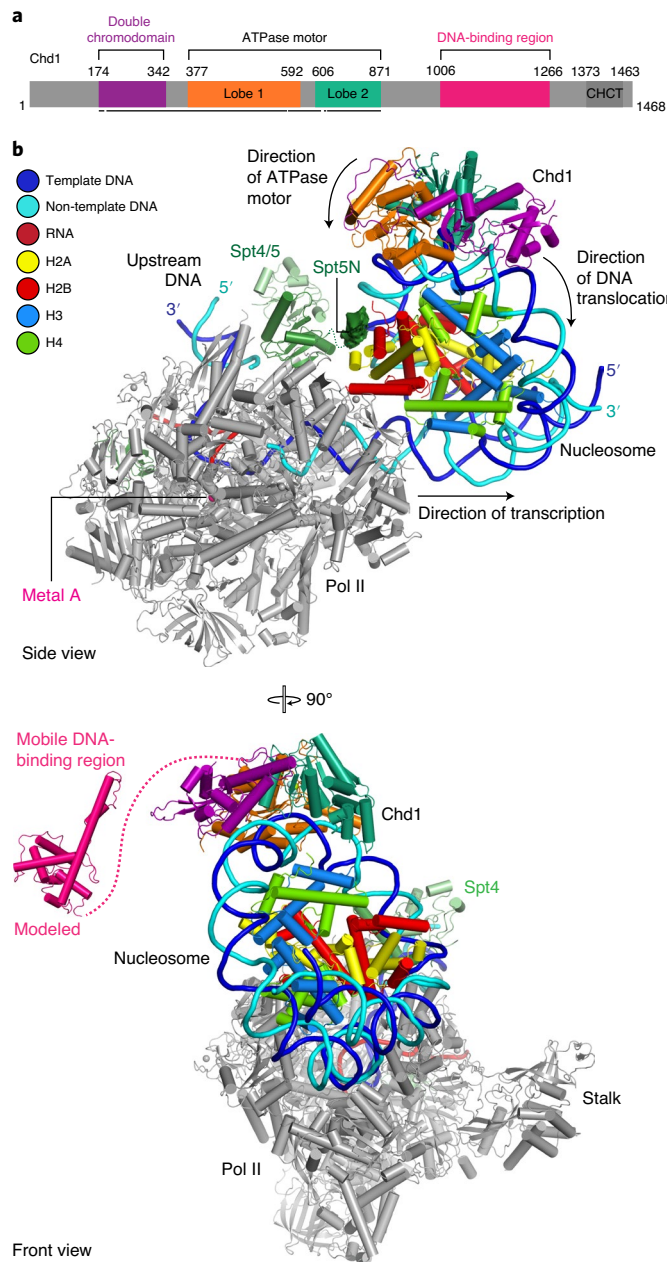 a
Double
chromodomain
ATPase motor
DNA-binding region
Chd1
174
342
377
592
606
871
1006
1266
1373
1463
1
Lobe 1
Lobe 2
CHCT
1468
b
Template DNA
Non-template DNA
RNA
H2A
H2B
H3
H4
Direction
of ATPase
motor
Chd1
Spt4/5
Spt5N
Upstream
DNA
5′
3′
Direction
of DNA
translocation
5′
3′
Nucleosome
Direction of transcription
Metal A
Pol II
Side view
90°
Mobile DNA-
binding region
Chd1
Modeled
Spt4
Nucleosome
Stalk
Pol II
Front view